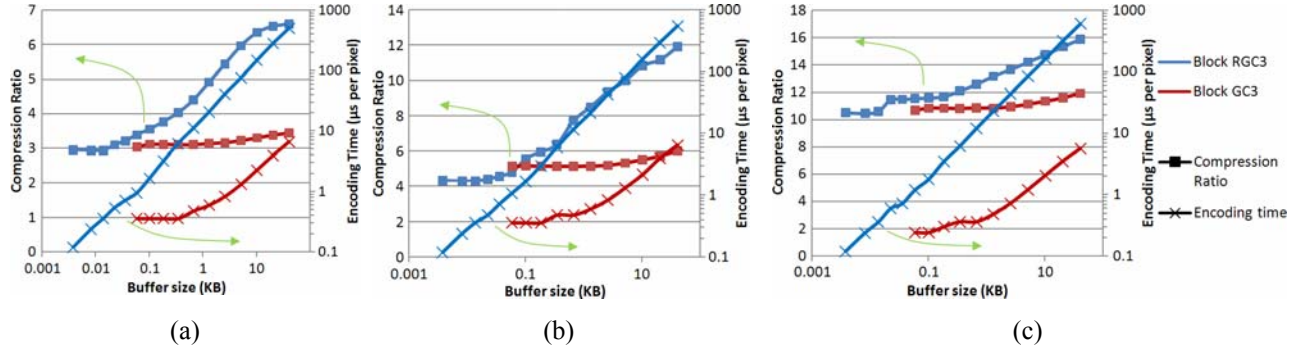 7
6
5
4
3
2
1
0
Compression Ratio
1000
100
10
1
0.1
Encoding Time (μs per pixel)
0.001 0.01 0.1 1 10
Buffer size (KB)
(a)
14
12
10
8
6
4
2
0
Compression Ratio
1000
100
10
1
0.1
Encoding Time (μs per pixel)
0.001 0.1 10
Buffer size (KB)
(b)
18
16
14
12
10
8
6
4
2
0
Compression Ratio
1000
100
10
1
0.1
Encoding Time (μs per pixel)
0.001 0.1 10
Buffer size (KB)
(c)
Block RGC3
Block GC3
Compression
Ratio
Encoding time